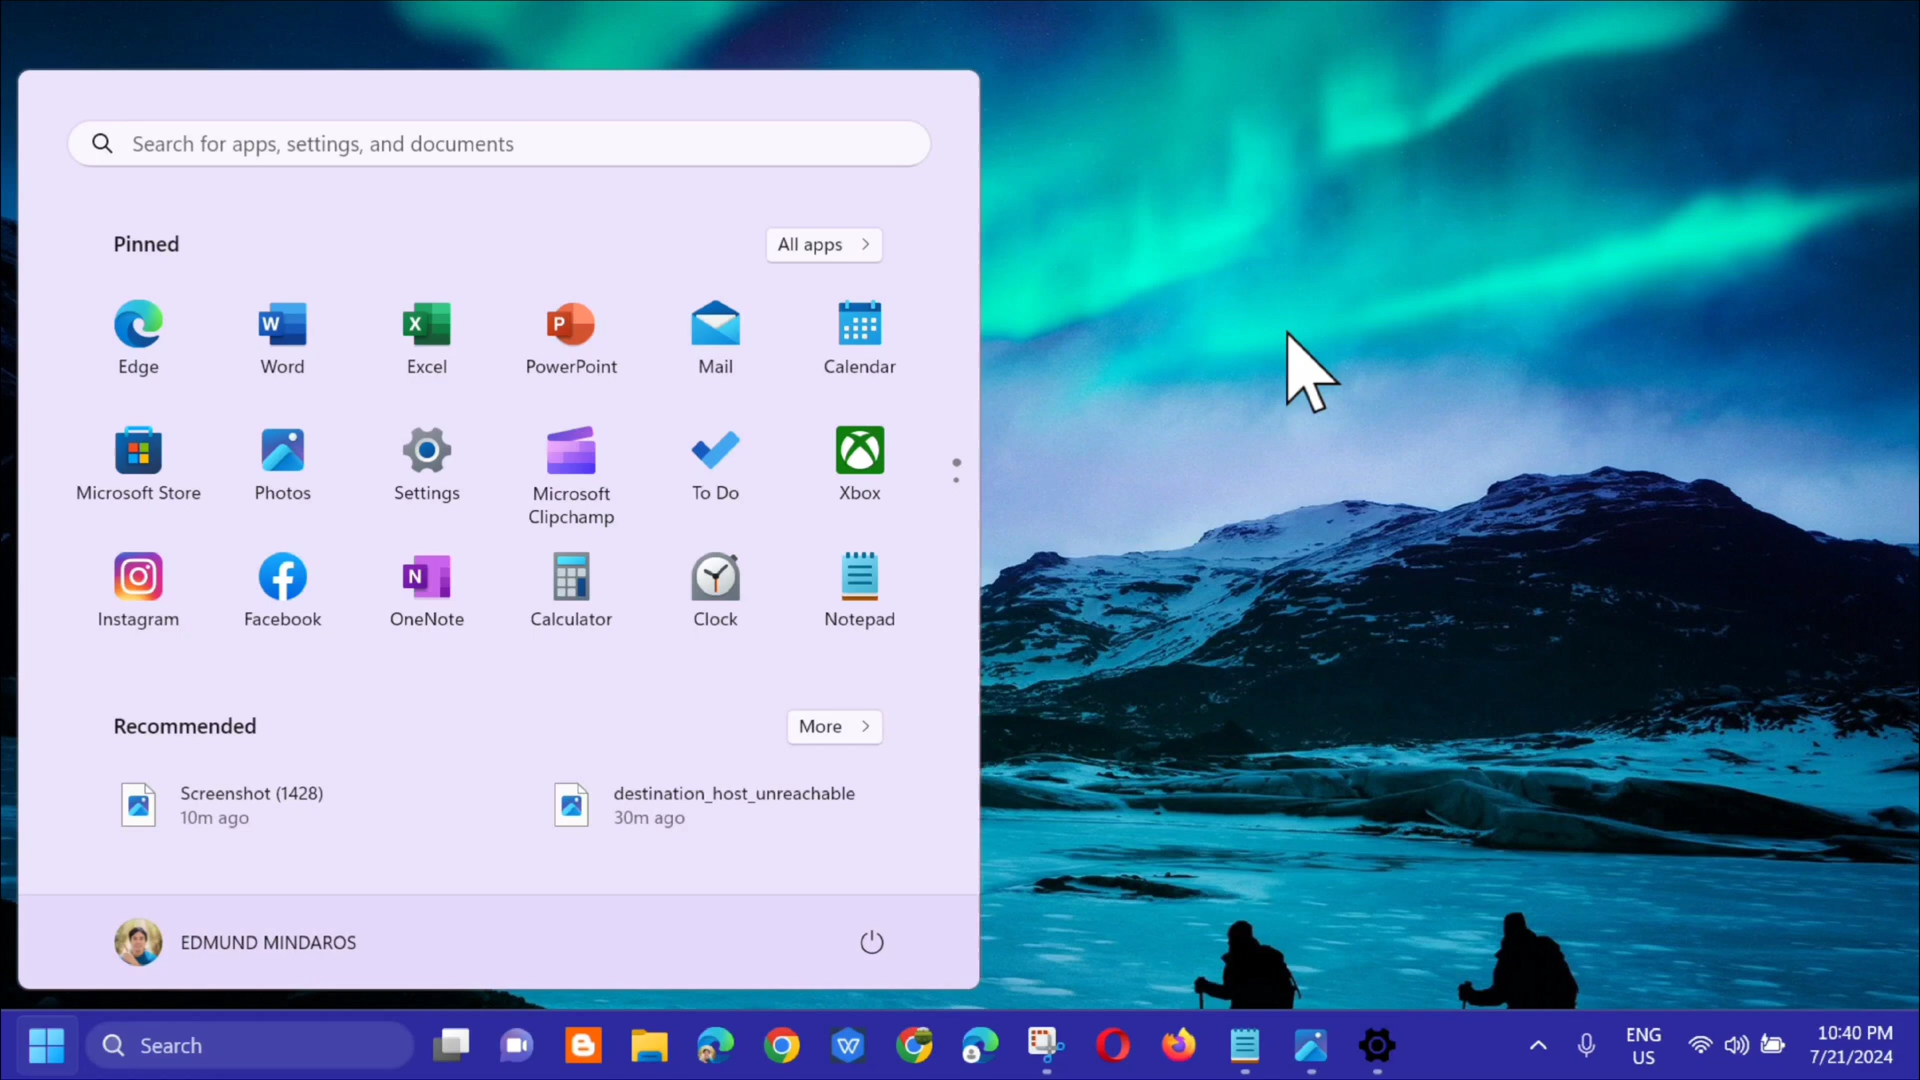 Search for apps, settings, and documents
Pinned
All apps
Edge
Word
Excel
PowerPoint
Mail
Calendar
Microsoft Store
Photos
Settings
Microsoft
Clipchamp
To Do
Xbox
Instagram
Facebook
OneNote
Calculator
Clock
Notepad
Recommended
More
Screenshot (1428)
10m ago
destination_host_unreachable
30m ago
EDMUND MINDAROS
Search
ENG
US
10:40 PM
7/21/2024